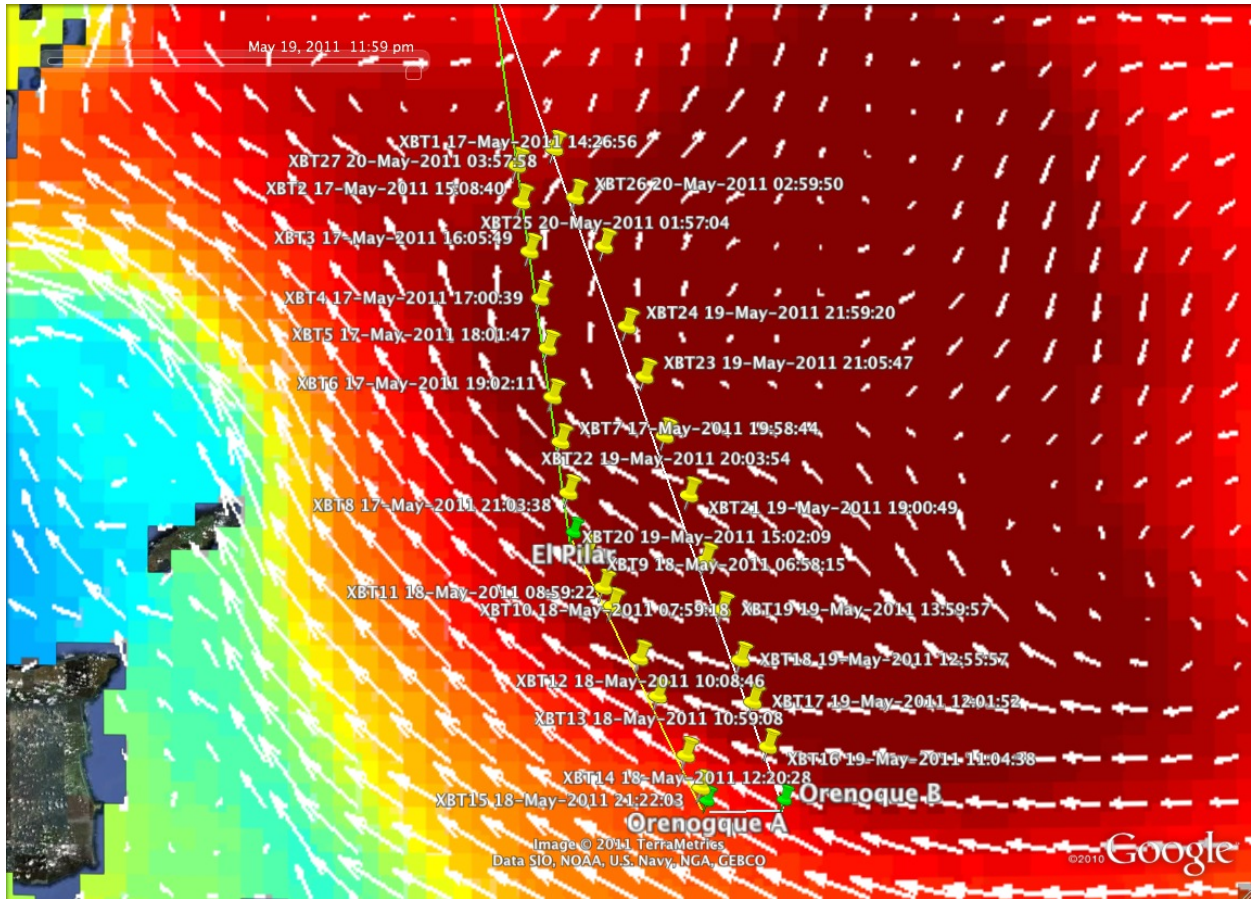 May 19, 2011 11:59 pm
XBT1 17-May-2011 14:26:56
XBT27 20-May-2011 03:57:58
XBT2 17-May-2011 15:08:40
XBT26 20-May-2011 02:59:50
XBT25 20-May-2011 01:57:04
XBT3 17-May-2011 16:05:49
XBT4 17-May-2011 17:00:39
XBT24 19-May-2011 21:59:20
XBT5 17-May-2011 18:01:47
XBT23 19-May-2011 21:05:47
XBT6 17-May-2011 19:02:11
XBT7 17-May-2011 19:58:44
XBT22 19-May-2011 20:03:54
XBT8 17-May-2011 21:03:38
XBT21 19-May-2011 19:00:49
XBT20 19-May-2011 15:02:09
El Pilar
XBT9 18-May-2011 06:58:15
XBT11 18-May-2011 08:59:22
XBT10 18-May-2011 07:59:18
XBT19 19-May-2011 13:59:57
XBT18 19-May-2011 12:55:57
XBT12 18-May-2011 10:08:46
XBT17 19-May-2011 12:01:52
XBT13 18-May-2011 10:59:08
XBT16 19-May-2011 11:04:38
XBT14 18-May-2011 12:20:28
XBT15 18-May-2011 21:22:03
Orenoque B
Orenogque A
Image © 2011 TerraMetrics
Data SIO, NOAA, U.S. Navy, NGA, GEBCO
©2010 Google